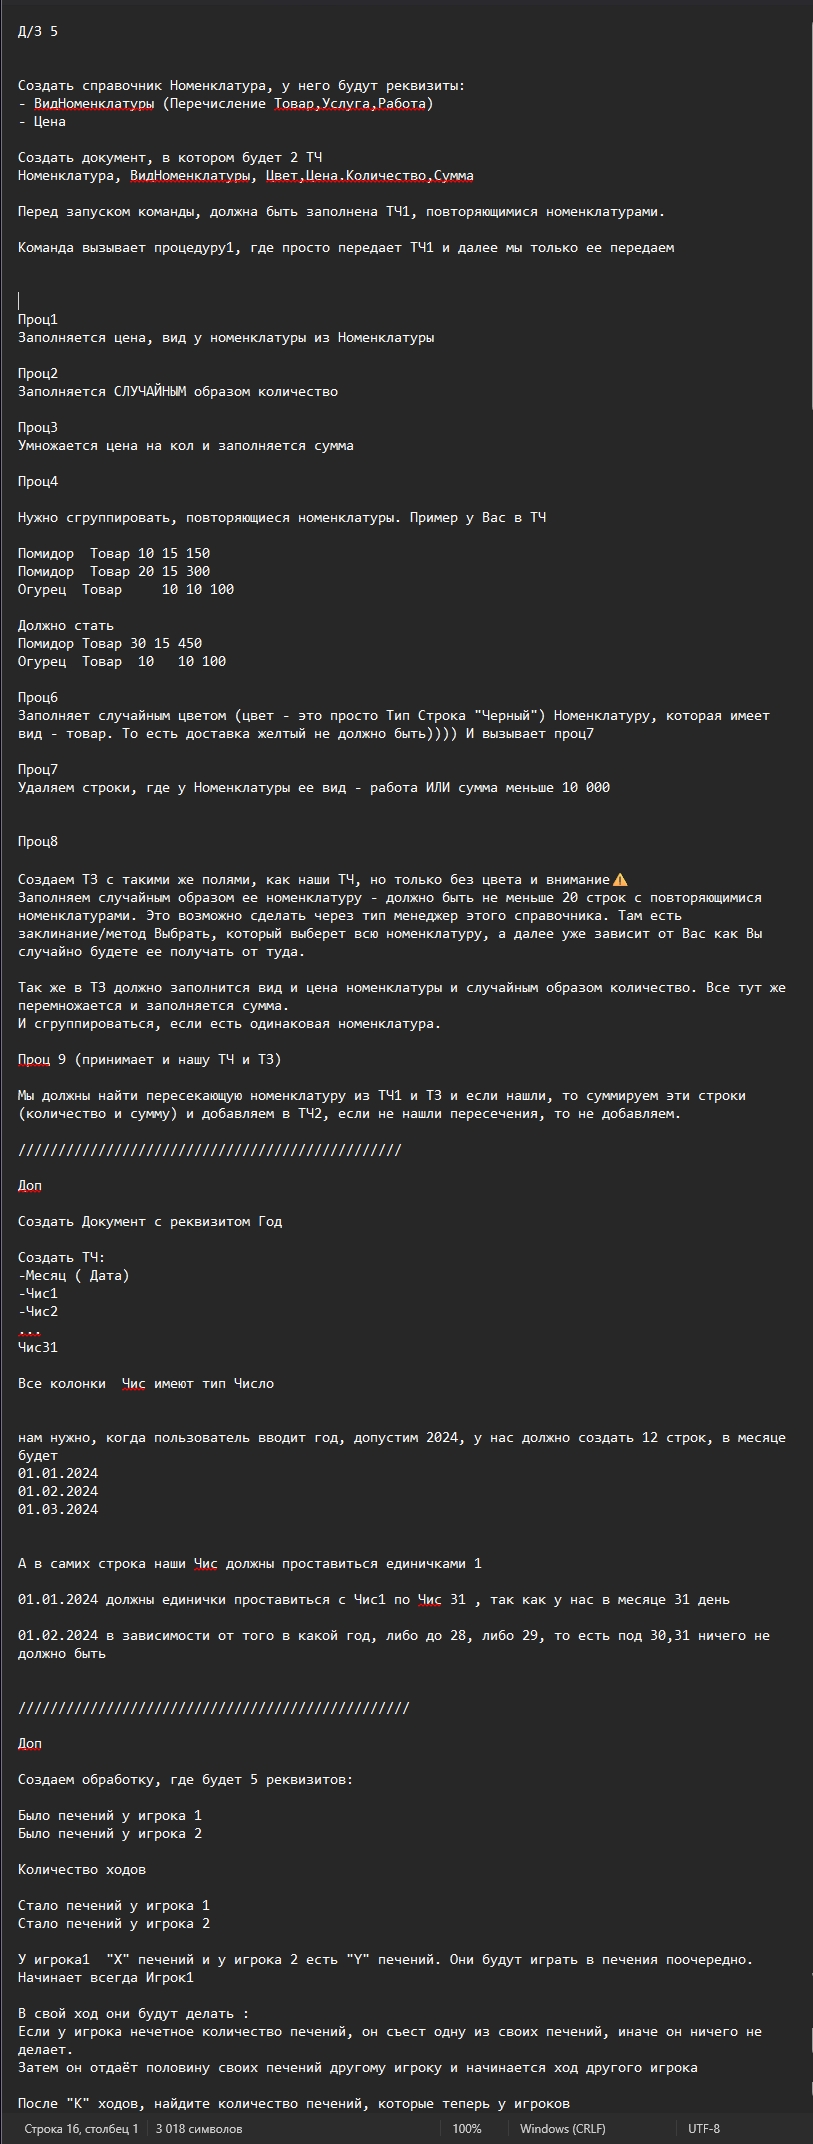 Д/З 5
Создать справочник Номенклатура, у него будут реквизиты:
- ВидНоменклатуры (Перечисление Товар,Услуга,Работа)
- Цена
Создать документ, в котором будет 2 ТЧ
Номенклатура, ВидНоменклатуры, Цвет,Цена.Количество,Сумма
Перед запуском команды, должна быть заполнена ТЧ1, повторяющимися номенклатурами.
Команда вызывает процедуру1, где просто передает ТЧ1 и далее мы только ее передаем
Проц1
Заполняется цена, вид у номенклатуры из Номенклатуры
Проц2
Заполняется СЛУЧАЙНЫМ образом количество
Проц3
Умножается цена на кол и заполняется сумма
Проц4
Нужно сгруппировать, повторяющиеся номенклатуры. Пример у Вас в ТЧ
Помидор  Товар 10 15 150
Помидор  Товар 20 15 300
Огурец  Товар     10 10 100
Должно стать
Помидор Товар 30 15 450
Огурец  Товар  10   10 100
Проц6
Заполняет случайным цветом (цвет - это просто Тип Строка "Черный") Номенклатуру, которая имеет
вид - товар. То есть доставка желтый не должно быть)))) И вызывает проц7
Проц7
Удаляем строки, где у Номенклатуры ее вид - работа ИЛИ сумма меньше 10 000
Проц8
Создаем ТЗ с такими же полями, как наши ТЧ, но только без цвета и внимание⚠️
Заполняем случайным образом ее номенклатуру - должно быть не меньше 20 строк с повторяющимися
номенклатурами. Это возможно сделать через тип менеджер этого справочника. Там есть
заклинание/метод Выбрать, который выберет всю номенклатуру, а далее уже зависит от Вас как Вы
случайно будете ее получать от туда.
Так же в ТЗ должно заполнится вид и цена номенклатуры и случайным образом количество. Все тут же
перемножается и заполняется сумма.
И сгруппироваться, если есть одинаковая номенклатура.
Проц 9 (принимает и нашу ТЧ и ТЗ)
Мы должны найти пересекающую номенклатуру из ТЧ1 и ТЗ и если нашли, то суммируем эти строки
(количество и сумму) и добавляем в ТЧ2, если не нашли пересечения, то не добавляем.
////////////////////////////////////////////////
Доп
Создать Документ с реквизитом Год
Создать ТЧ:
-Месяц ( Дата)
-Чис1
-Чис2
...
Чис31
Все колонки  Чис имеют тип Число
нам нужно, когда пользователь вводит год, допустим 2024, у нас должно создать 12 строк, в месяце
будет
01.01.2024
01.02.2024
01.03.2024
А в самих строка наши Чис должны проставиться единичками 1
01.01.2024 должны единички проставиться с Чис1 по Чис 31 , так как у нас в месяце 31 день
01.02.2024 в зависимости от того в какой год, либо до 28, либо 29, то есть под 30,31 ничего не
должно быть
/////////////////////////////////////////////////
Доп
Создаем обработку, где будет 5 реквизитов:
Было печений у игрока 1
Было печений у игрока 2
Количество ходов
Стало печений у игрока 1
Стало печений у игрока 2
У игрока1  "X" печений и у игрока 2 есть "Y" печений. Они будут играть в печения поочередно.
Начинает всегда Игрок1
В свой ход они будут делать :
Если у игрока нечетное количество печений, он съест одну из своих печений, иначе он ничего не
делает.
Затем он отдаёт половину своих печений другому игроку и начинается ход другого игрока
После "K" ходов, найдите количество печений, которые теперь у игроков
Строка 16, столбец 1 3 018 символов 100% Windows (CRLF) UTF-8